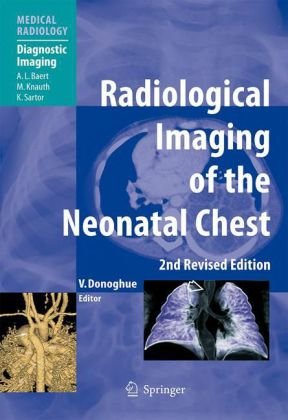 MEDICAL
RADIOLOGY
Diagnostic
Imaging
A. L. Baert
M. Knauth
K. Sartor
Radiological
Imaging
of the
Neonatal Chest
2nd Revised Edition
V. Donoghue
Editor
Springer